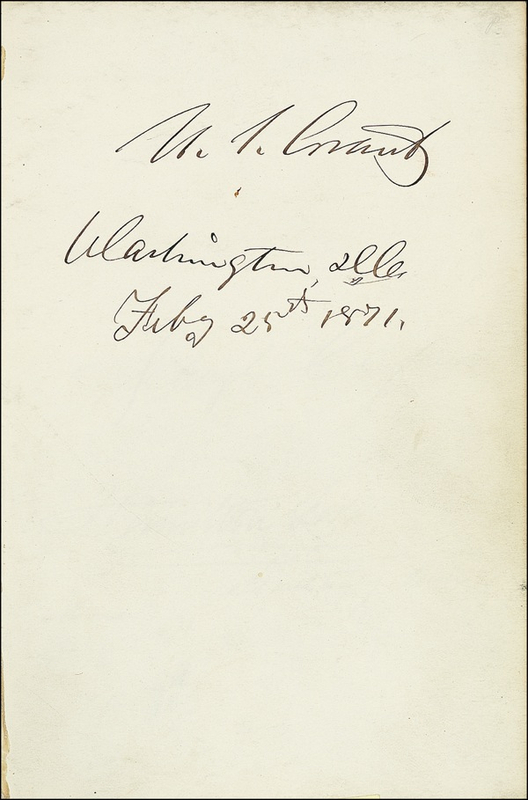 U. S. Grant
Washington, D.C.
Feby 25th 1871.